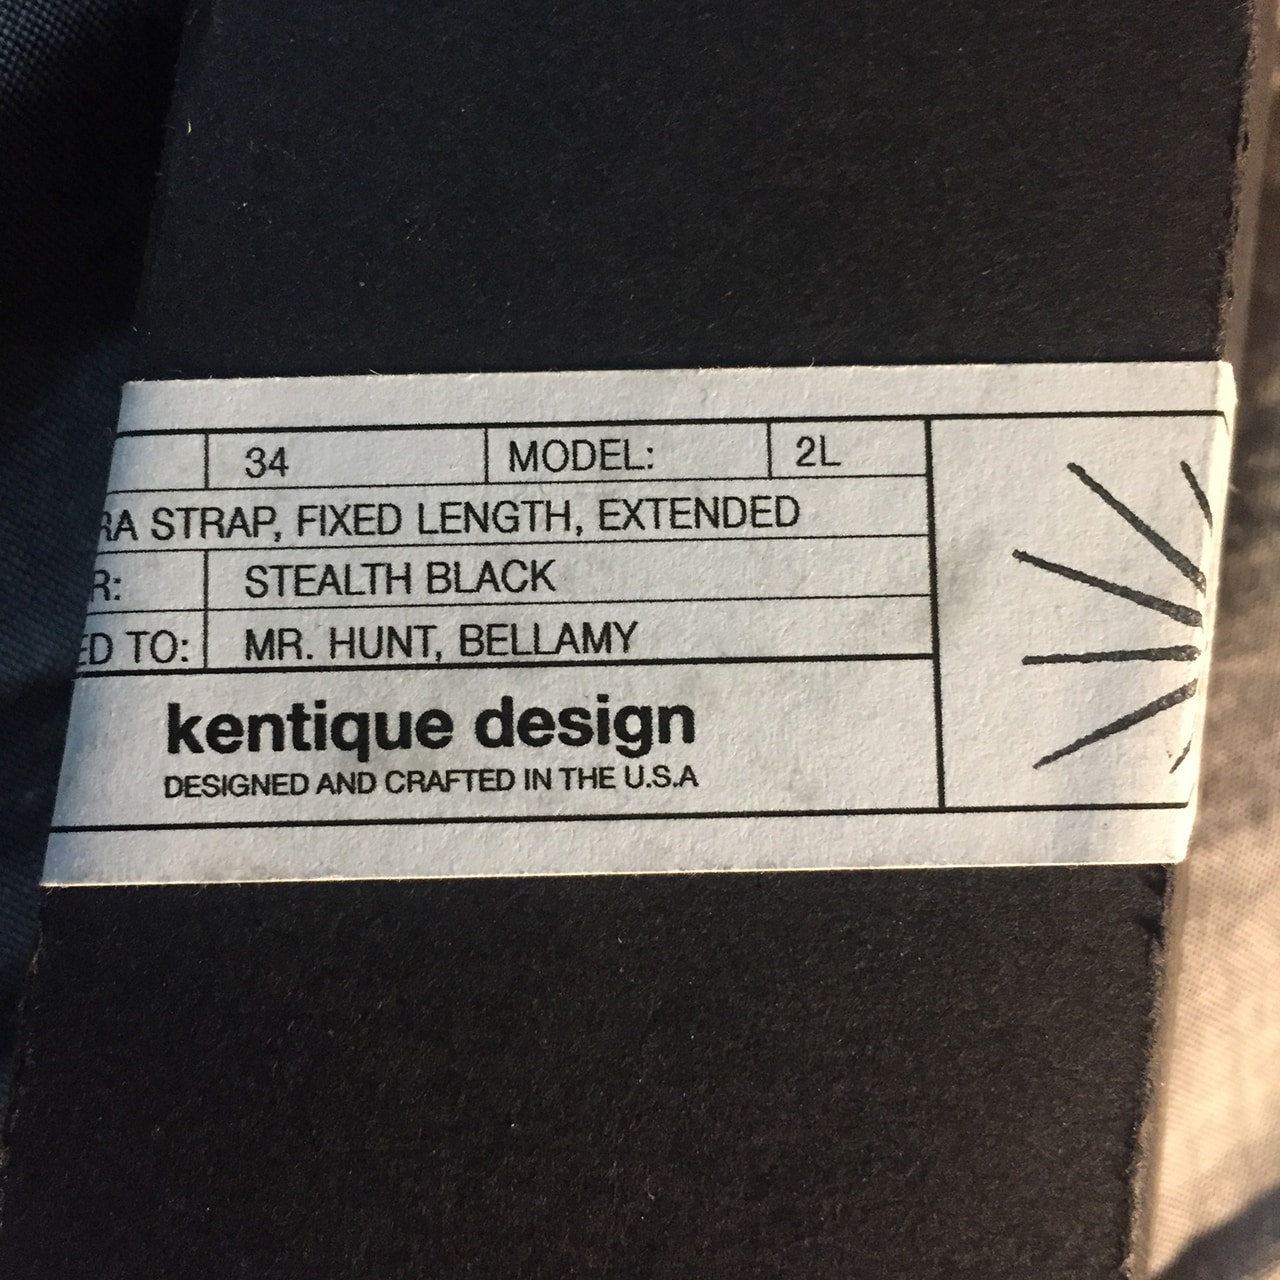 34 MODEL: 2L
RA STRAP, FIXED LENGTH, EXTENDED
R: STEALTH BLACK
ED TO: MR. HUNT, BELLAMY
kentique design
DESIGNED AND CRAFTED IN THE U.S.A